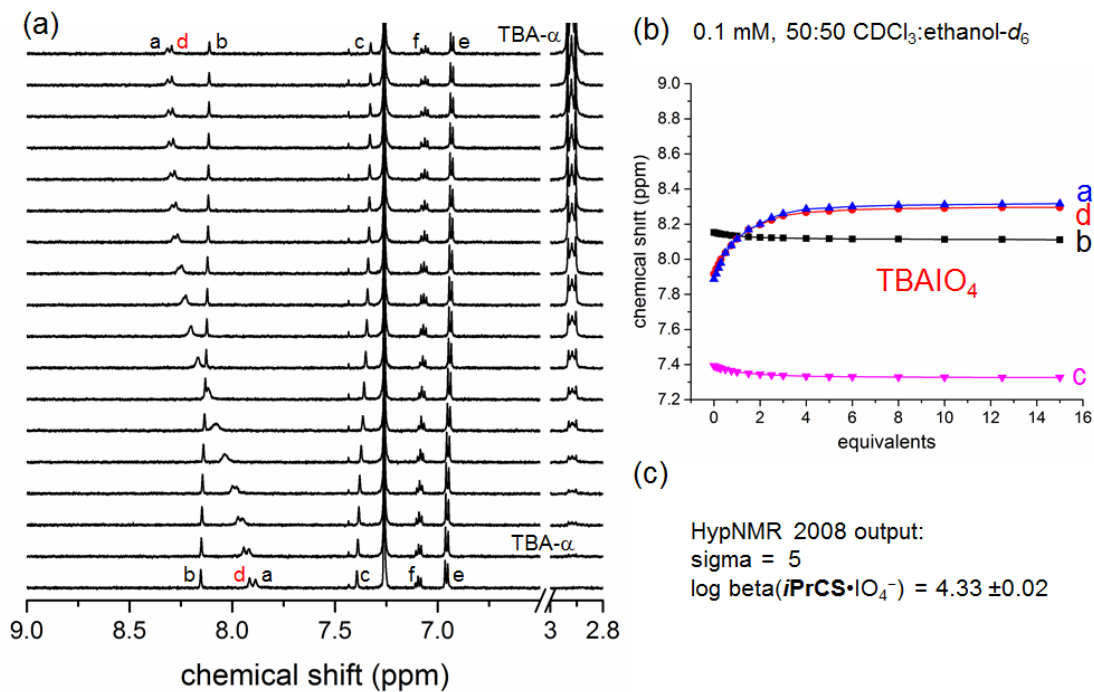 (a)
a d b c f e TBA-α
TBA-α
b d a c f e
9.0 8.5 8.0 7.5 7.0 3 2.8
chemical shift (ppm)
(b) 0.1 mM, 50:50 CDCl₃:ethanol-d₆
9.0
8.8
8.6
8.4
8.2
8.0
7.8
7.6
7.4
7.2
chemical shift (ppm)
a
d
b
TBAIO₄
c
0 2 4 6 8 10 12 14 16
equivalents
(c)
HypNMR 2008 output:
sigma = 5
log beta(iPrCS•IO₄⁻) = 4.33 ±0.02